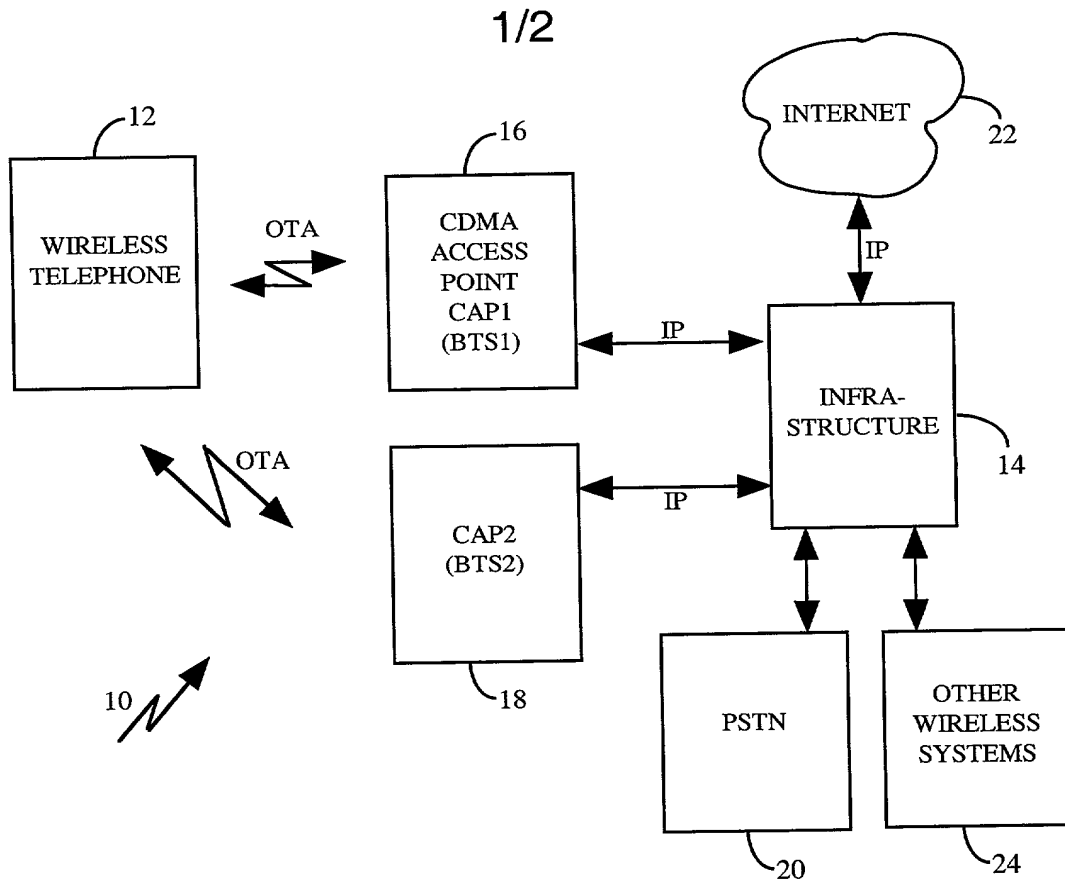 1/2
12
WIRELESS
TELEPHONE
OTA
16
CDMA
ACCESS
POINT
CAP1
(BTS1)
INTERNET
22
IP
IP
INFRA-
STRUCTURE
14
OTA
CAP2
(BTS2)
IP
18
10
PSTN
20
OTHER
WIRELESS
SYSTEMS
24